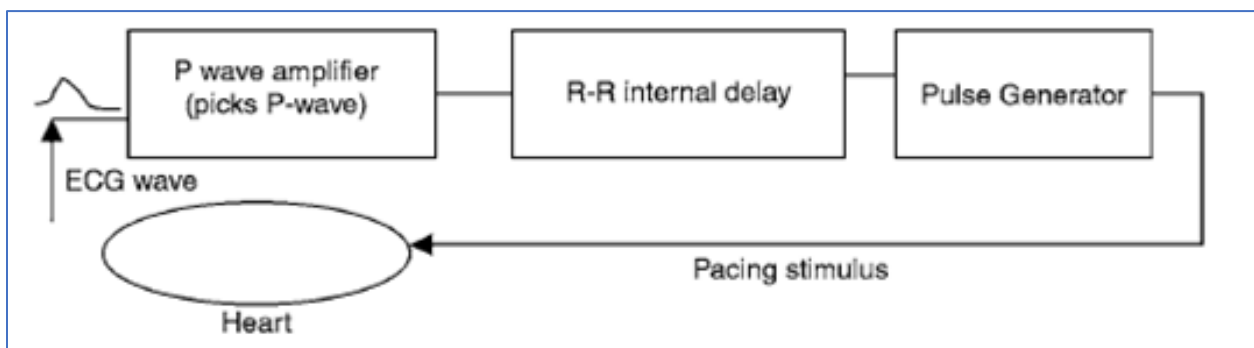 P wave amplifier
(picks P-wave)
R-R internal delay
Pulse Generator
ECG wave
Pacing stimulus
Heart